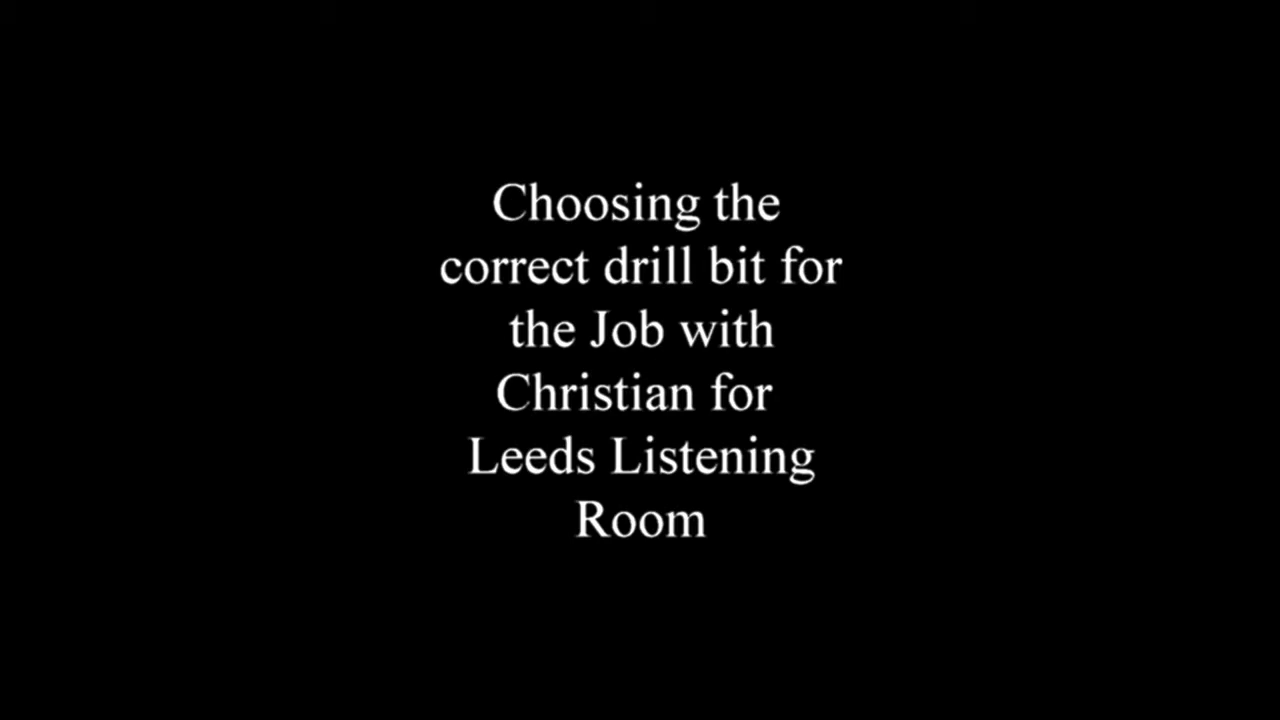 Choosing the
correct drill bit for
the Job with
Christian for
Leeds Listening
Room